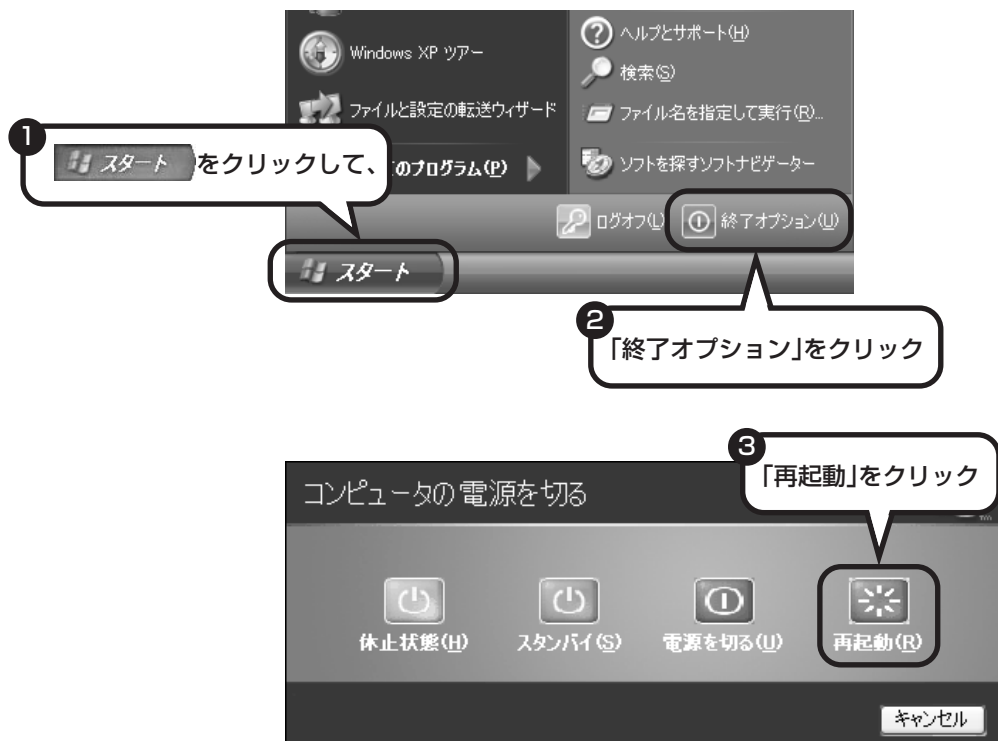 Windows XP ツアー
ファイルと設定の転送ウィザード
のプログラム(P)
ヘルプとサポート(H)
検索(S)
ファイル名を指定して実行(R)...
ソフトを探すソフトナビゲーター
❶
スタート をクリックして、
ログオフ(L)
終了オプション(U)
スタート
❷
「終了オプション」をクリック
❸
「再起動」をクリック
コンピュータの電源を切る
休止状態(H)
スタンバイ(S)
電源を切る(U)
再起動(R)
キャンセル